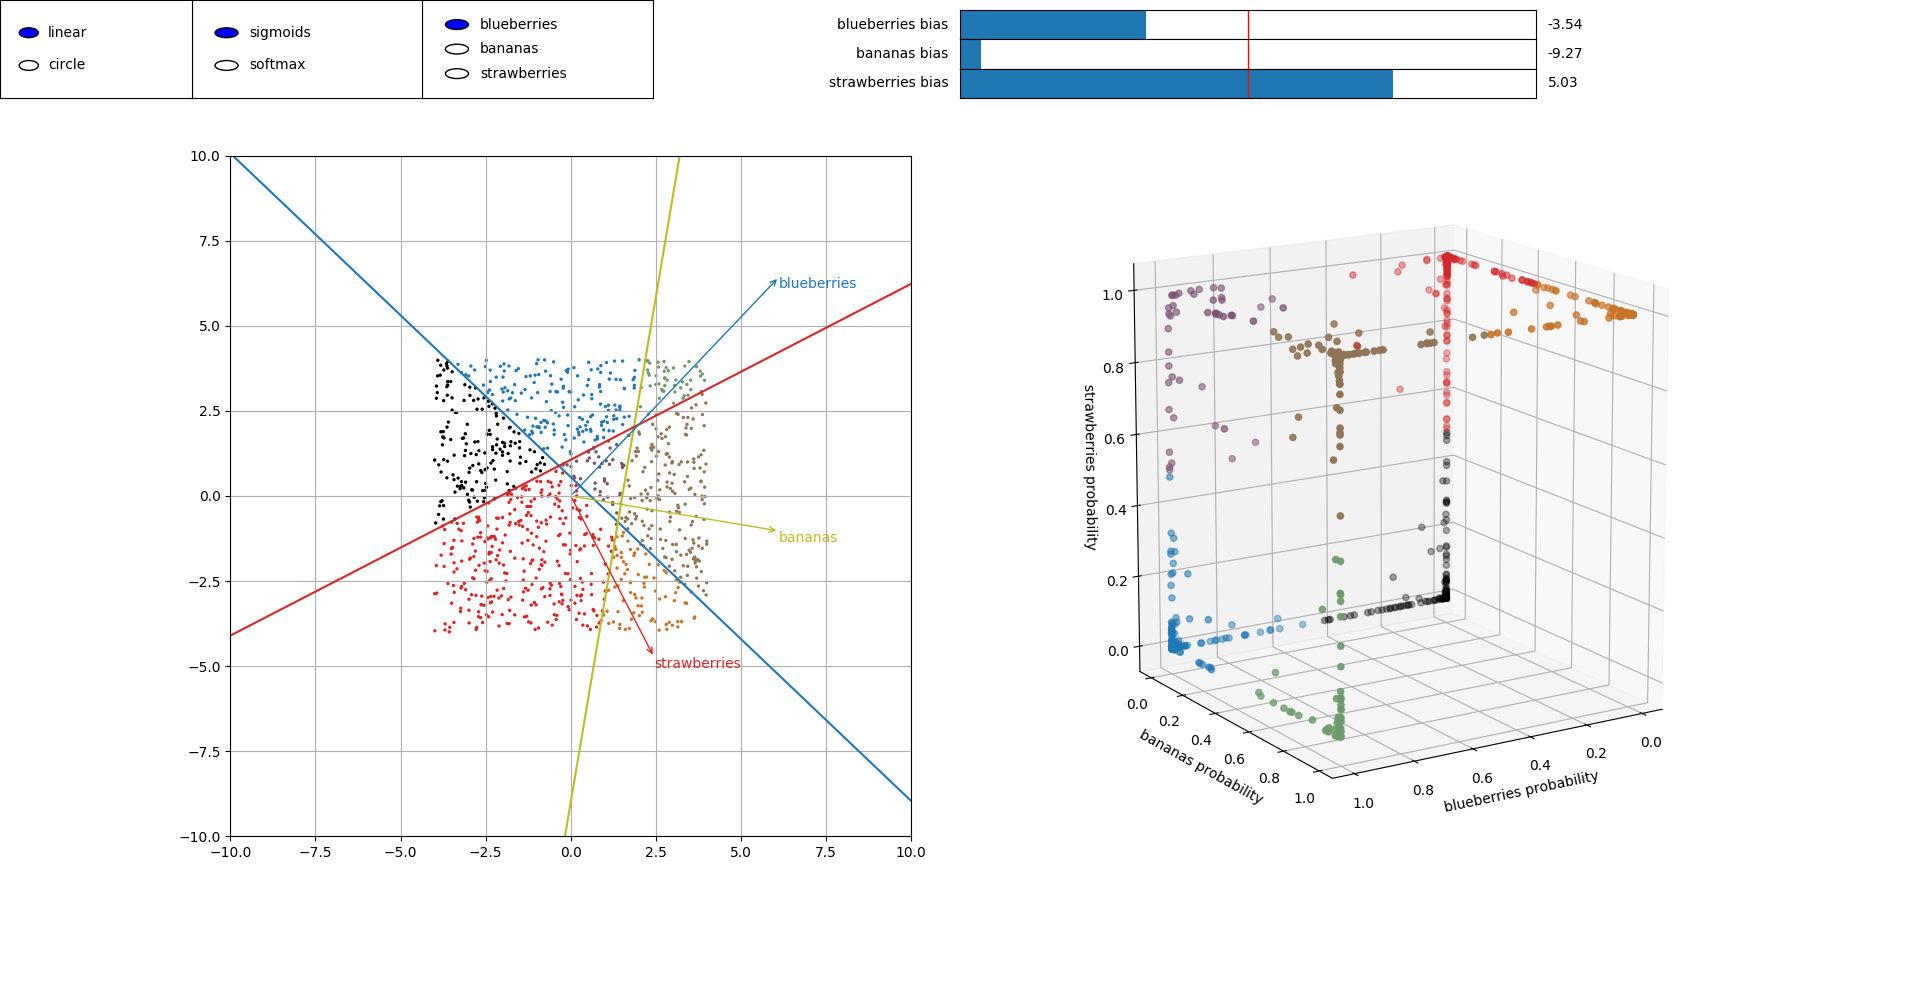 linear
circle
sigmoids
softmax
blueberries
bananas
strawberries
blueberries bias -3.54
bananas bias -9.27
strawberries bias 5.03
10.0
7.5
5.0
2.5
0.0
−2.5
−5.0
−7.5
−10.0
−10.0 −7.5 −5.0 −2.5 0.0 2.5 5.0 7.5 10.0
blueberries
bananas
strawberries
1.0
0.8
0.6
0.4
0.2
0.0
strawberries probability
0.0
0.2
0.4
0.6
0.8
1.0
bananas probability
1.0
0.8
0.6
0.4
0.2
0.0
blueberries probability